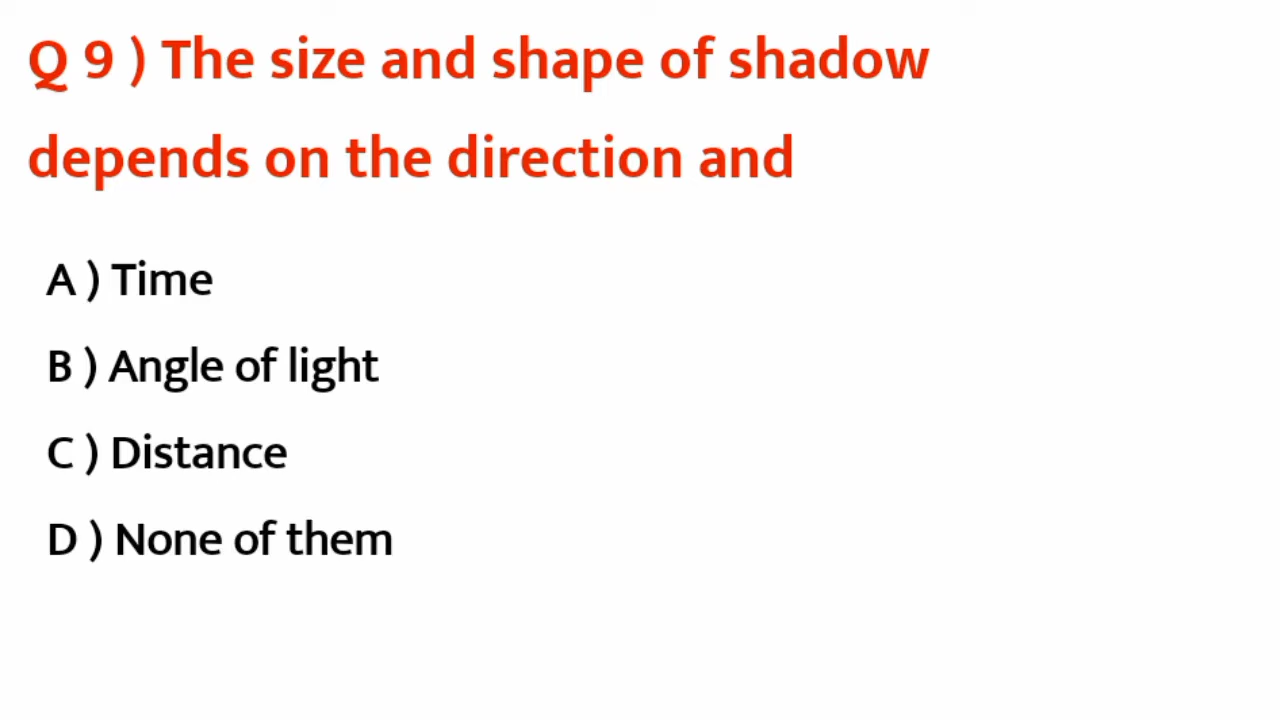 Q 9 ) The size and shape of shadow
depends on the direction and
A ) Time
B ) Angle of light
C ) Distance
D ) None of them